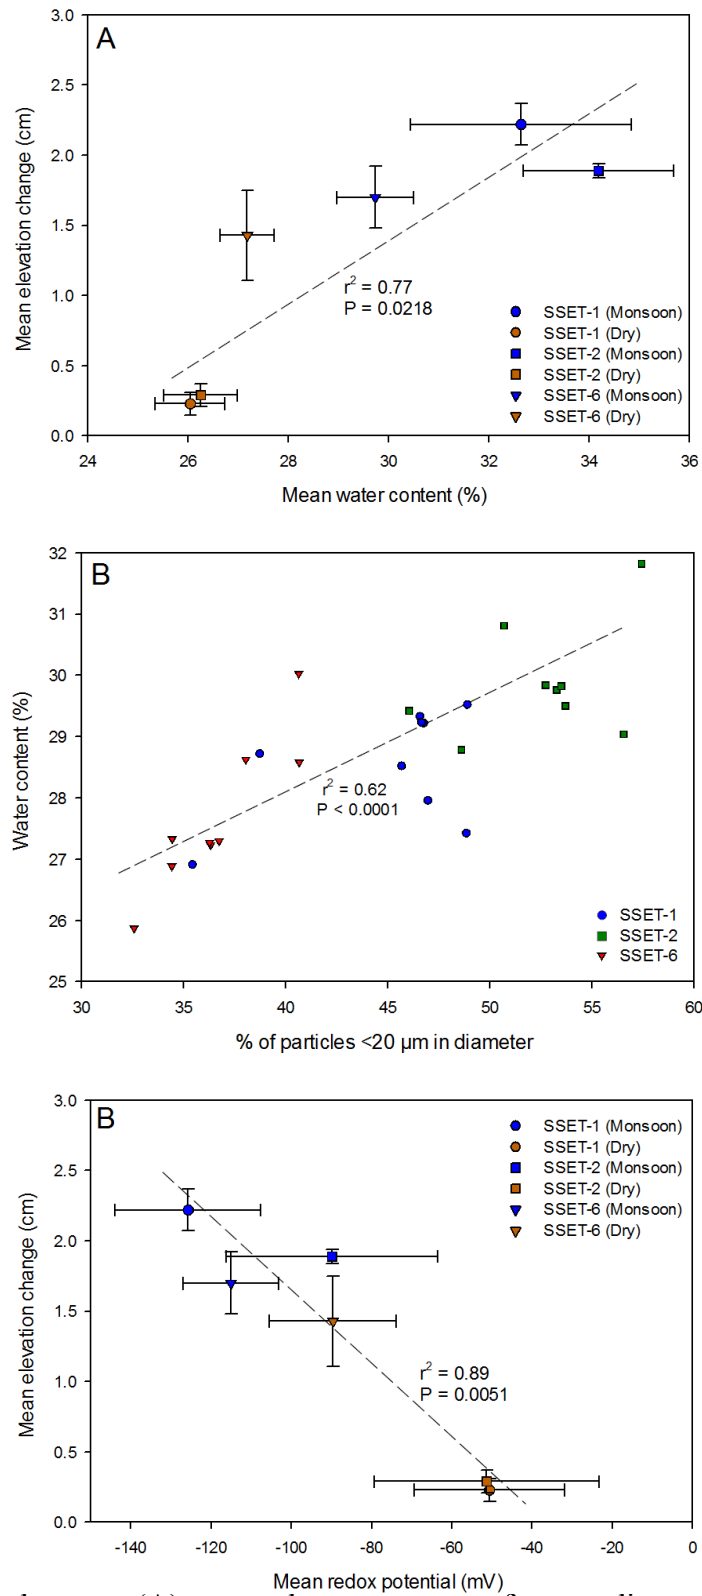 A
3.0
2.5
2.0
1.5
1.0
0.5
0.0
Mean elevation change (cm)
r2 = 0.77
P = 0.0218
SSET-1 (Monsoon)
SSET-1 (Dry)
SSET-2 (Monsoon)
SSET-2 (Dry)
SSET-6 (Monsoon)
SSET-6 (Dry)
24 26 28 30 32 34 36
Mean water content (%)
B
32
31
30
29
28
27
26
25
Water content (%)
r2 = 0.62
P < 0.0001
SSET-1
SSET-2
SSET-6
30 35 40 45 50 55 60
% of particles <20 µm in diameter
B
3.0
2.5
2.0
1.5
1.0
0.5
0.0
Mean elevation change (cm)
SSET-1 (Monsoon)
SSET-1 (Dry)
SSET-2 (Monsoon)
SSET-2 (Dry)
SSET-6 (Monsoon)
SSET-6 (Dry)
r2 = 0.89
P = 0.0051
-140 -120 -100 -80 -60 -40 -20 0
Mean redox potential (mV)
(A)